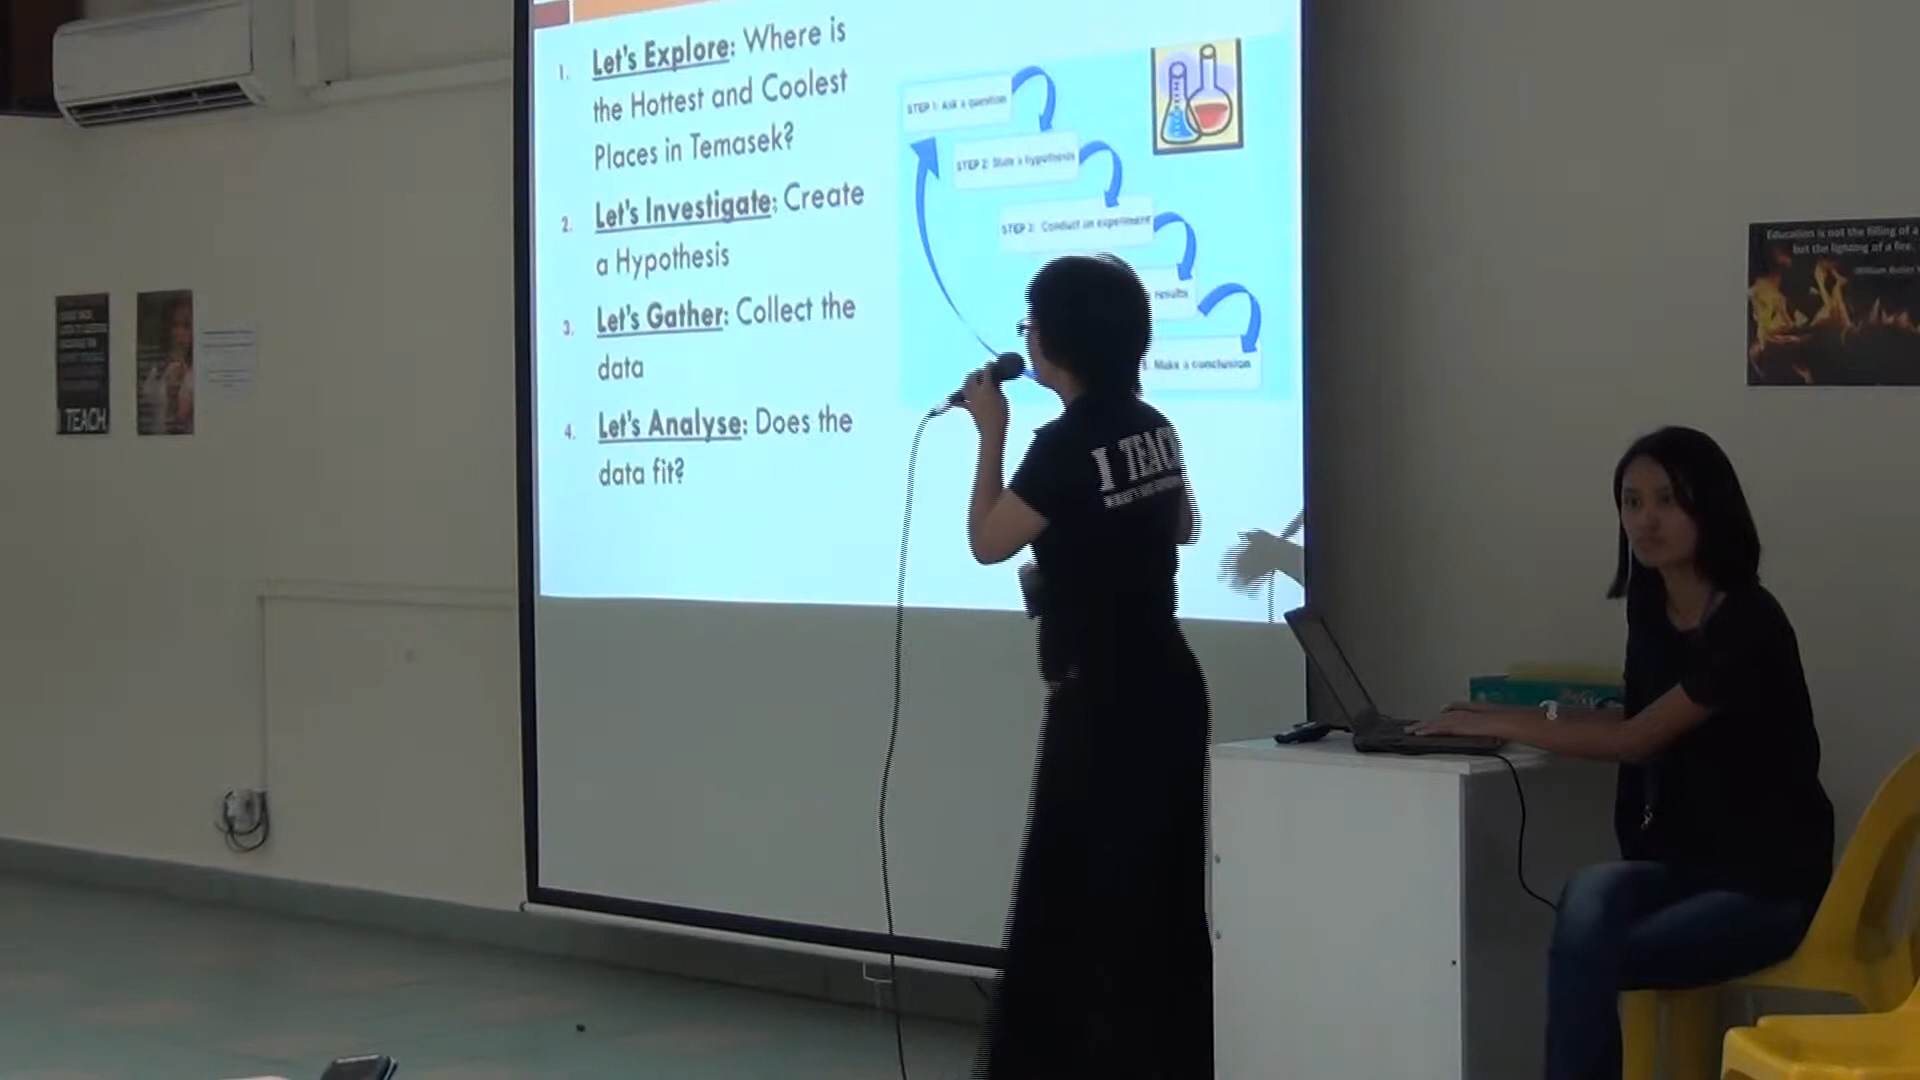 1. Let's Explore: Where is
the Hottest and Coolest
Places in Temasek?
2. Let's Investigate: Create
a Hypothesis
3. Let's Gather: Collect the
data
4. Let's Analyse: Does the
data fit?
STEP 1: Ask a question
STEP 2: State a hypothesis
STEP 3: Conduct an experiment
results
Make a conclusion
I TEACH
I TEAC
Education is not the filling of a
but the lighting of a fire.
William Butler